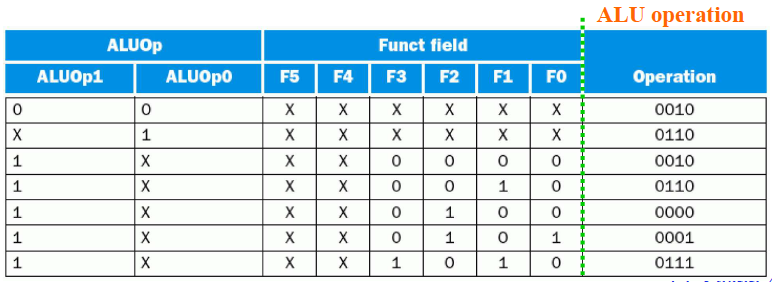 ALU operation
ALUOp Funct field
ALUOp1 ALUOp0 F5 F4 F3 F2 F1 F0 Operation
0 0 X X X X X X 0010
X 1 X X X X X X 0110
1 X X X 0 0 0 0 0010
1 X X X 0 0 1 0 0110
1 X X X 0 1 0 0 0000
1 X X X 0 1 0 1 0001
1 X X X 1 0 1 0 0111